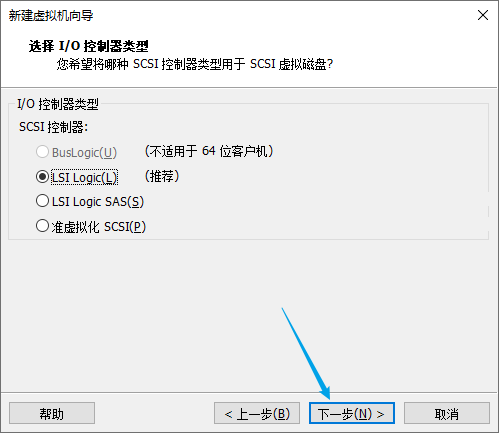 新建虚拟机向导
选择 I/O 控制器类型
您希望将哪种 SCSI 控制器类型用于 SCSI 虚拟磁盘?
I/O 控制器类型
SCSI 控制器:
BusLogic(U) （不适用于 64 位客户机）
LSI Logic(L) （推荐）
LSI Logic SAS(S)
准虚拟化 SCSI(P)
帮助 < 上一步(B) 下一步(N) > 取消